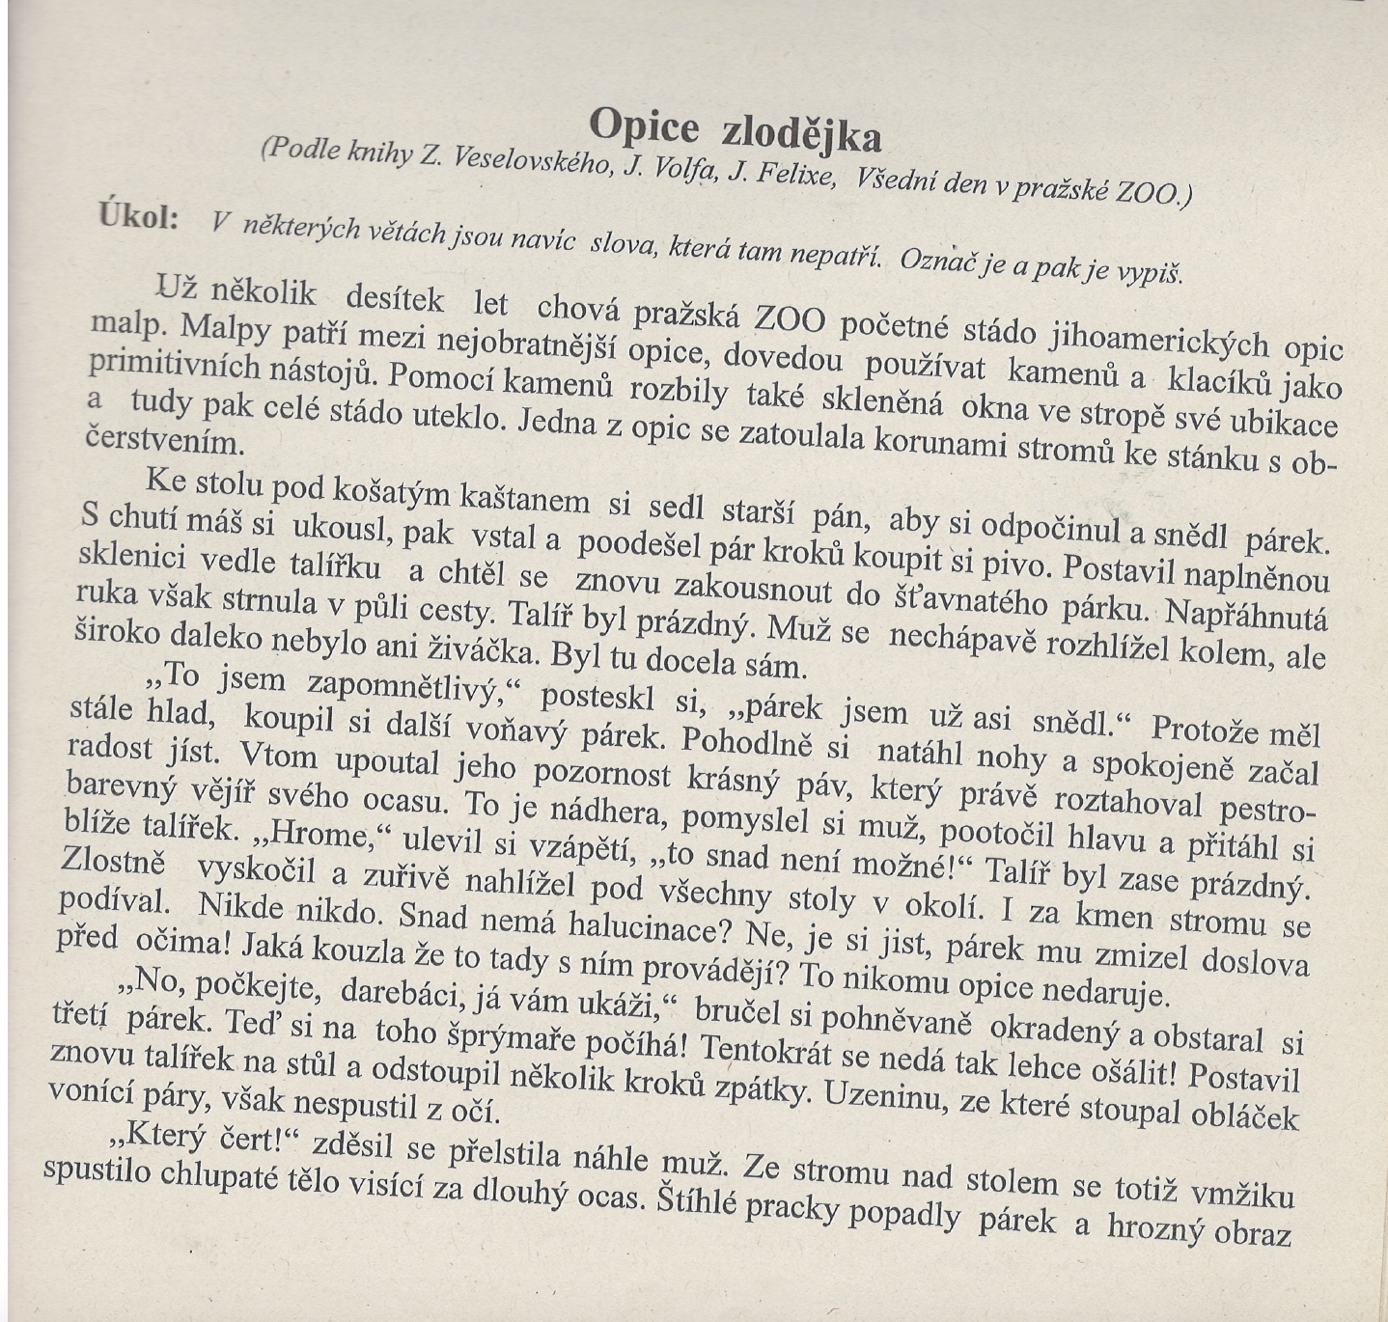 Opice zlodějka
(Podle knihy Z. Veselovského, J. Volfa, J. Felixe, Všední den v pražské ZOO.)
Úkol: V některých větách jsou navíc slova, která tam nepatří. Označ je a pak je vypiš.
Už několik desítek let chová pražská ZOO početné stádo jihoamerických opic
malp. Malpy patří mezi nejobratnější opice, dovedou používat kamenů a klacíků jako
primitivních nástojů. Pomocí kamenů rozbily také skleněná okna ve stropě své ubikace
a tudy pak celé stádo uteklo. Jedna z opic se zatoulala korunami stromů ke stánku s ob-
čerstvením.
Ke stolu pod košatým kaštanem si sedl starší pán, aby si odpočinul a snědl párek.
S chutí máš si ukousl, pak vstal a poodešel pár kroků koupit si pivo. Postavil naplněnou
sklenici vedle talířku a chtěl se znovu zakousnout do šťavnatého párku. Napřáhnutá
ruka však strnula v půli cesty. Talíř byl prázdný. Muž se nechápavě rozhlížel kolem, ale
široko daleko nebylo ani živáčka. Byl tu docela sám.
„To jsem zapomnětlivý,“ posteskl si, „párek jsem už asi snědl.“ Protože měl
stále hlad, koupil si další voňavý párek. Pohodlně si natáhl nohy a spokojeně začal
radost jíst. Vtom upoutal jeho pozornost krásný páv, který právě roztahoval pestro-
barevný vějíř svého ocasu. To je nádhera, pomyslel si muž, pootočil hlavu a přitáhl si
blíže talířek. „Hrome,“ ulevil si vzápětí, „to snad není možné!“ Talíř byl zase prázdný.
Zlostně vyskočil a zuřivě nahlížel pod všechny stoly v okolí. I za kmen stromu se
podíval. Nikde nikdo. Snad nemá halucinace? Ne, je si jist, párek mu zmizel doslova
před očima! Jaká kouzla že to tady s ním provádějí? To nikomu opice nedaruje.
„No, počkejte, darebáci, já vám ukáži,“ bručel si pohněvaně okradený a obstaral si
třetí párek. Teď si na toho šprýmaře počíhá! Tentokrát se nedá tak lehce ošálit! Postavil
znovu talířek na stůl a odstoupil několik kroků zpátky. Uzeninu, ze které stoupal obláček
vonící páry, však nespustil z očí.
„Který čert!“ zděsil se přelstila náhle muž. Ze stromu nad stolem se totiž vmžiku
spustilo chlupaté tělo visící za dlouhý ocas. Štíhlé pracky popadly párek a hrozný obraz